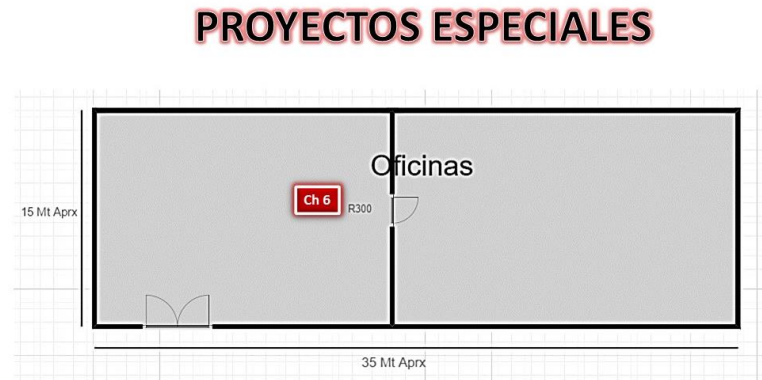 PROYECTOS ESPECIALES
Oficinas
Ch 6
R300
15 Mt Aprx
35 Mt Aprx